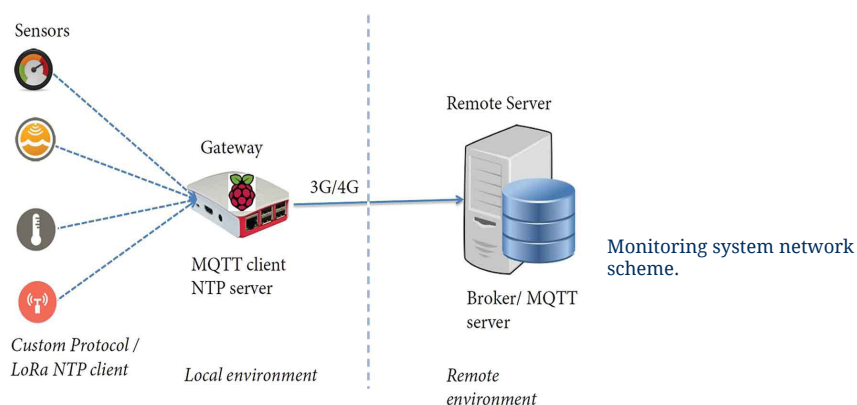 Sensors
Gateway
MQTT client
NTP server
Custom Protocol /
LoRa NTP client
Local environment
3G/4G
Remote Server
Broker/ MQTT
server
Remote
environment
Monitoring system network
scheme.